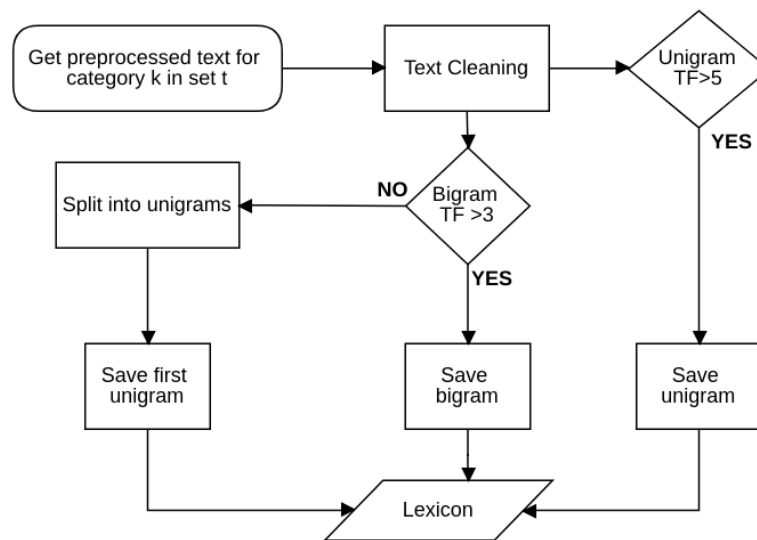 Get preprocessed text for
category k in set t
Text Cleaning
Unigram
TF>5
YES
NO
Bigram
TF >3
Split into unigrams
YES
Save first
unigram
Save
bigram
Save
unigram
Lexicon